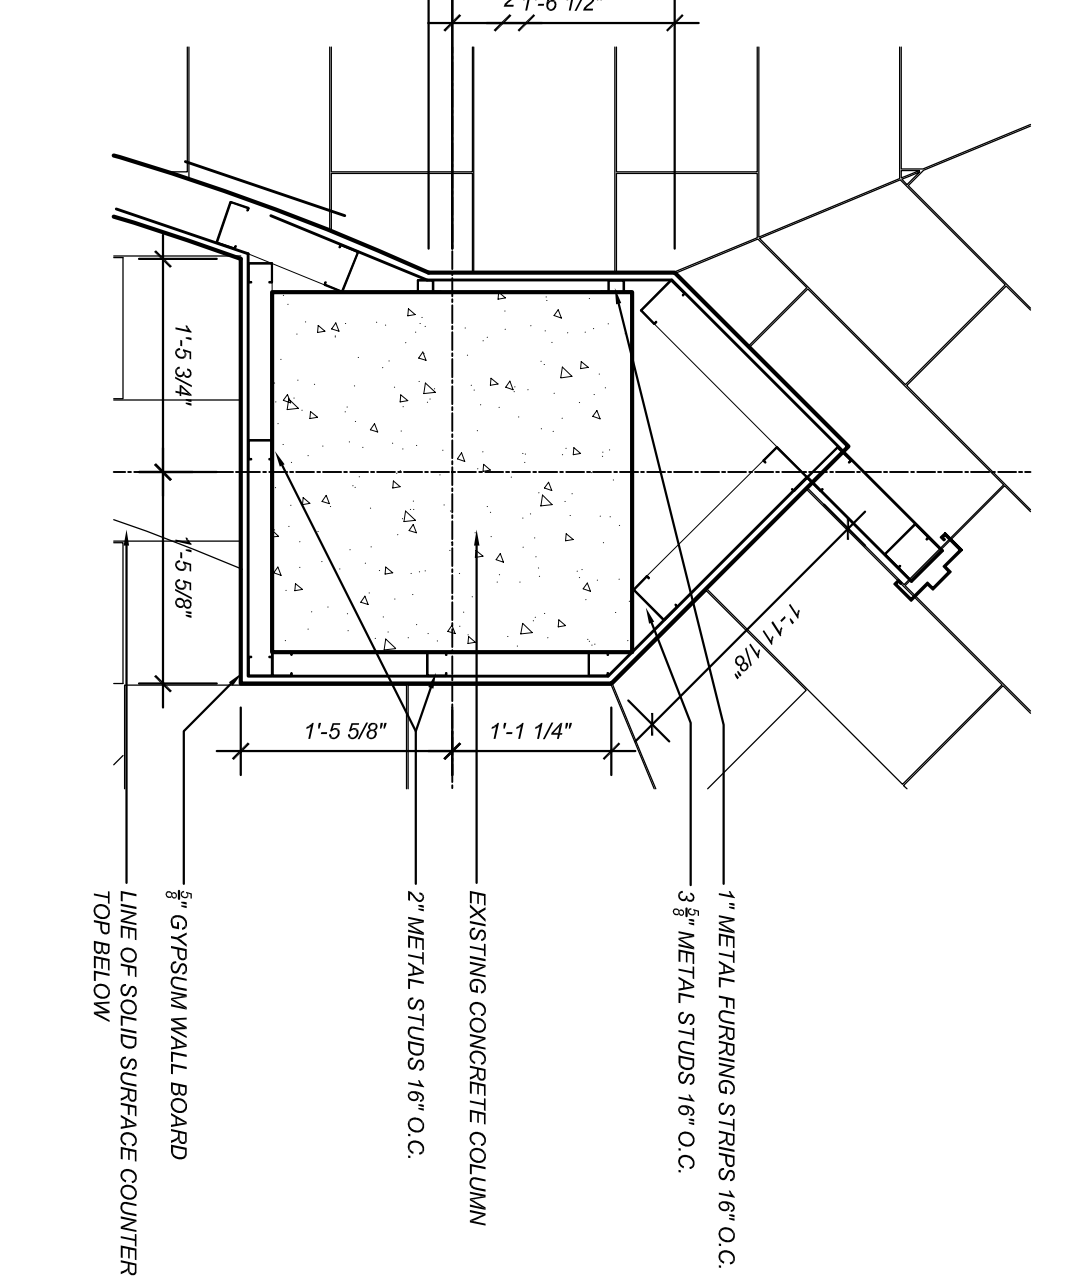 1'-6 1/2"
1'-5 3/4"
1'-5 5/8"
1'-11 1/8"
1'-5 5/8"
1'-1 1/4"
1" METAL FURRING STRIPS 16" O.C.
3 5/8" METAL STUDS 16" O.C.
EXISTING CONCRETE COLUMN
2" METAL STUDS 16" O.C.
5/8" GYPSUM WALL BOARD
LINE OF SOLID SURFACE COUNTER
TOP BELOW